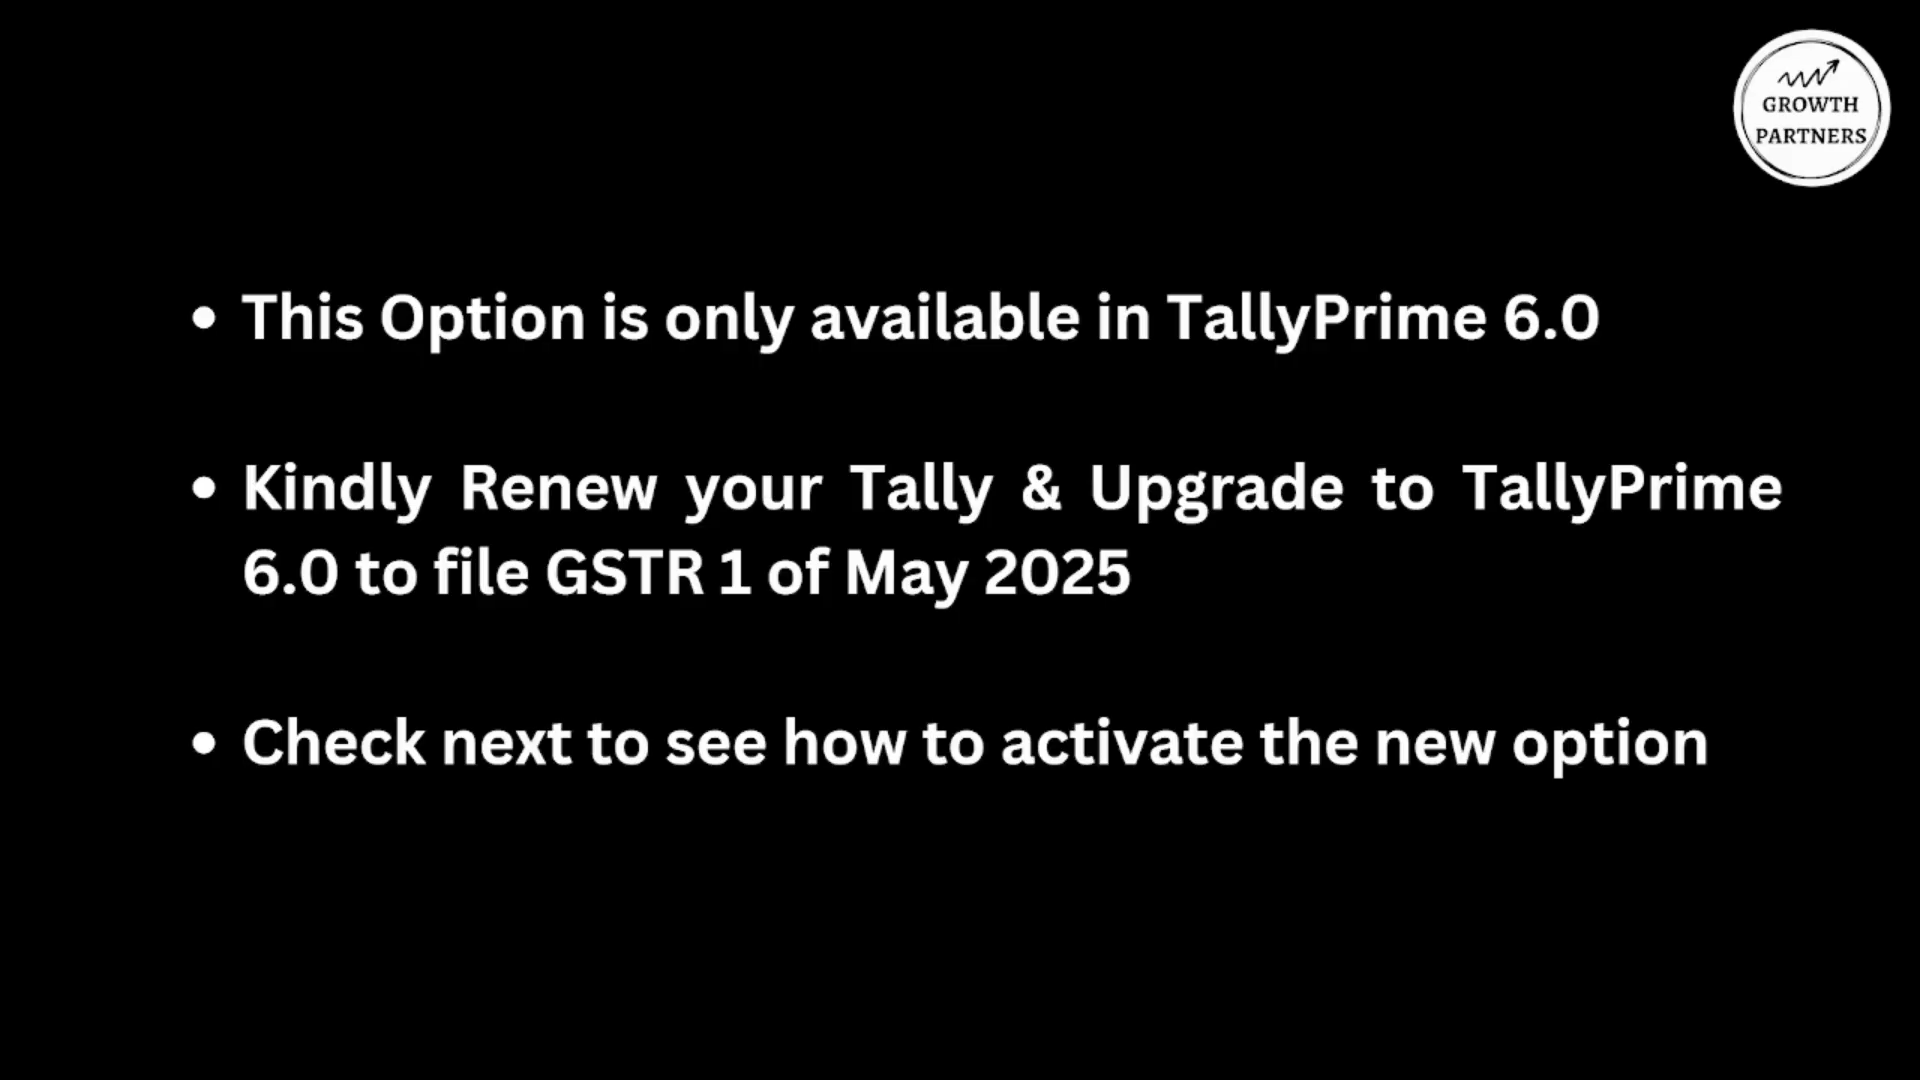 GROWTH
PARTNERS
• This Option is only available in TallyPrime 6.0
• Kindly Renew your Tally & Upgrade to TallyPrime
6.0 to file GSTR 1 of May 2025
• Check next to see how to activate the new option